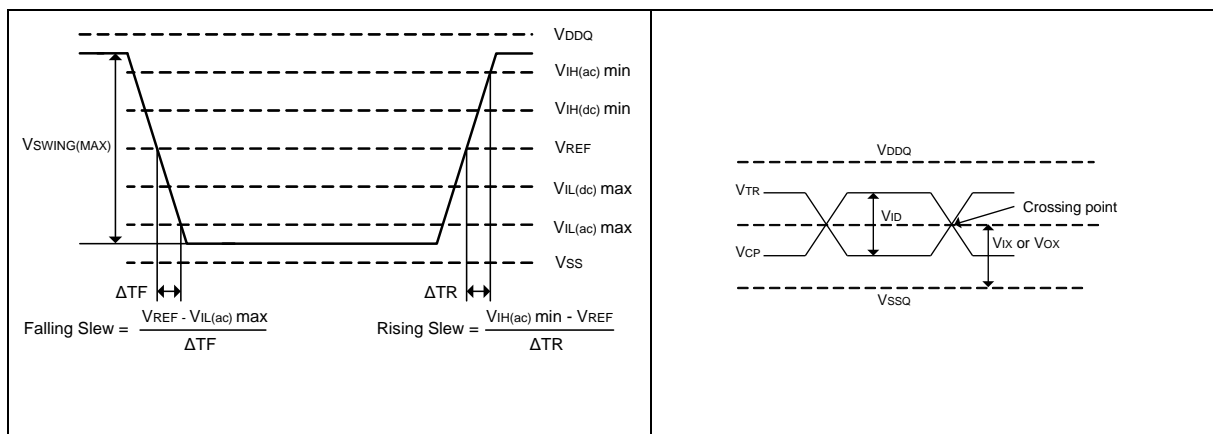 VDDQ
VIH(ac) min
VIH(dc) min
VSWING(MAX)
VREF
VIL(dc) max
VIL(ac) max
VSS
ΔTF
ΔTR
Falling Slew = VREF - VIL(ac) max
ΔTF
Rising Slew = VIH(ac) min - VREF
ΔTR
VDDQ
VTR
VID
Crossing point
VCP
VIX or VOX
VSSQ